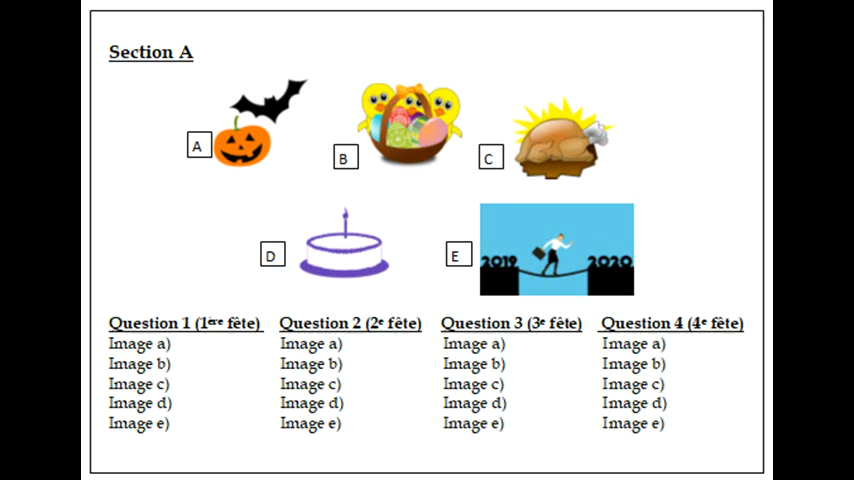 Section A
A
B
C
D
E
2019 2020
Question 1 (1ère fête) Question 2 (2e fête) Question 3 (3e fête) Question 4 (4e fête)
Image a) Image a) Image a) Image a)
Image b) Image b) Image b) Image b)
Image c) Image c) Image c) Image c)
Image d) Image d) Image d) Image d)
Image e) Image e) Image e) Image e)